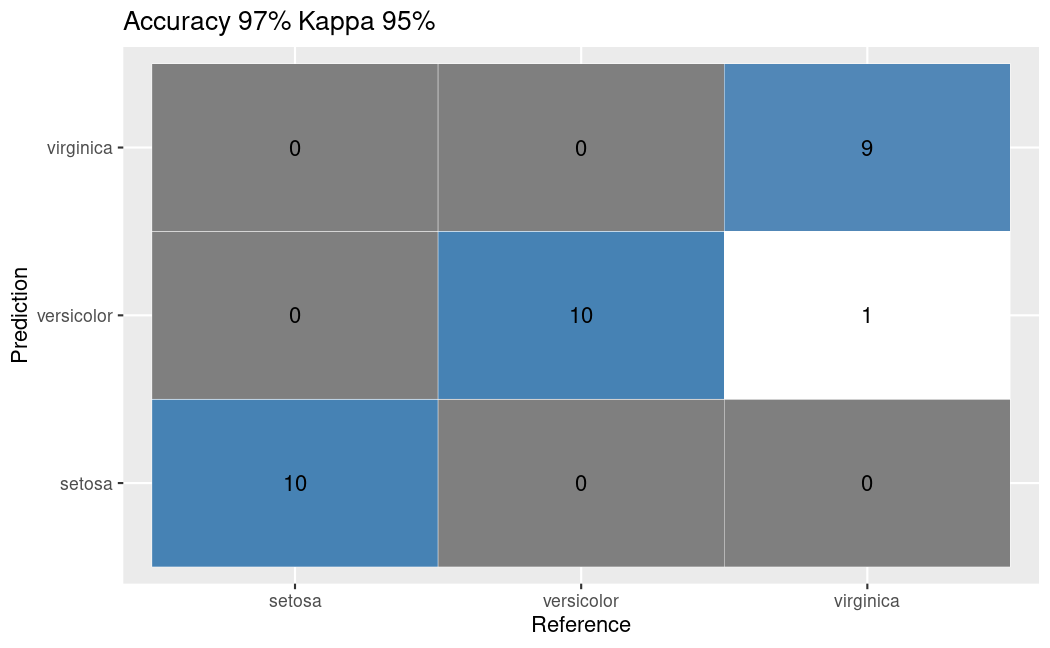 Accuracy 97% Kappa 95%
virginica
0
0
9
versicolor
0
10
1
setosa
10
0
0
setosa
versicolor
virginica
Reference
Prediction